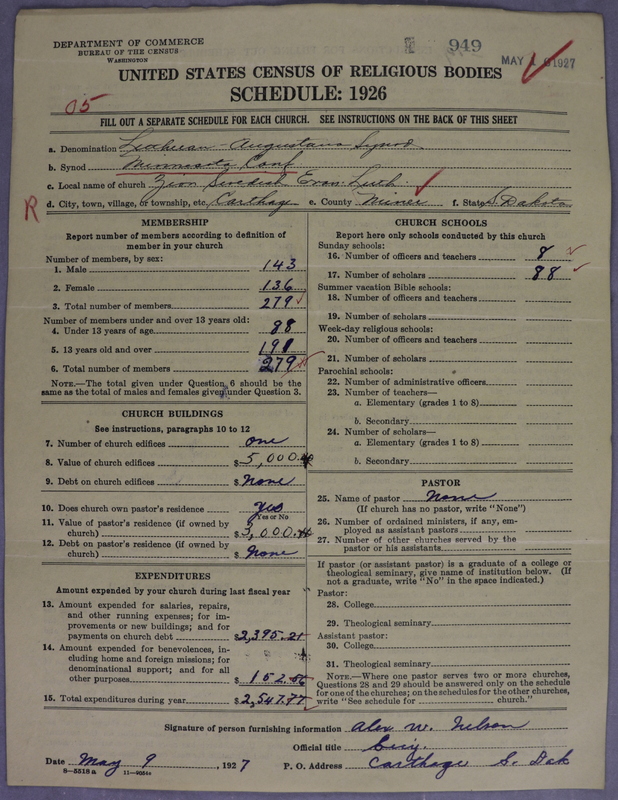 DEPARTMENT OF COMMERCE
BUREAU OF THE CENSUS
WASHINGTON
949
MAY 1 6 1927
UNITED STATES CENSUS OF RELIGIOUS BODIES
SCHEDULE: 1926
05
FILL OUT A SEPARATE SCHEDULE FOR EACH CHURCH. SEE INSTRUCTIONS ON THE BACK OF THIS SHEET
a. Denomination Lutheran - Augustana Synod
b. Synod Minnesota Conf
c. Local name of church Zion Swedish Evan. Luth.
R
d. City, town, village, or township, etc. Carthage e. County Miner f. State S. Dakota
MEMBERSHIP
Report number of members according to definition of
member in your church
Number of members, by sex:
1. Male 143
2. Female 136
3. Total number of members 279
Number of members under and over 13 years old:
4. Under 13 years of age 88
5. 13 years old and over 191
6. Total number of members 279
NOTE.—The total given under Question 6 should be the
same as the total of males and females given under Question 3.
CHURCH BUILDINGS
See instructions, paragraphs 10 to 12
7. Number of church edifices one
8. Value of church edifices $5,000.00
9. Debt on church edifices $None
10. Does church own pastor's residence yes
Yes or No
11. Value of pastor's residence (if owned by
church) $3,000.00
12. Debt on pastor's residence (if owned by
church) $None
EXPENDITURES
Amount expended by your church during last fiscal year
13. Amount expended for salaries, repairs,
and other running expenses; for im-
provements or new buildings; and for
payments on church debt $2,395.21
14. Amount expended for benevolences, in-
cluding home and foreign missions; for
denominational support; and for all
other purposes $152.56
15. Total expenditures during year $2,547.77
CHURCH SCHOOLS
Report here only schools conducted by this church
Sunday schools:
16. Number of officers and teachers 8
17. Number of scholars 88
Summer vacation Bible schools:
18. Number of officers and teachers
19. Number of scholars
Week-day religious schools:
20. Number of officers and teachers
21. Number of scholars
Parochial schools:
22. Number of administrative officers
23. Number of teachers—
a. Elementary (grades 1 to 8)
b. Secondary
24. Number of scholars—
a. Elementary (grades 1 to 8)
b. Secondary
PASTOR
25. Name of pastor None
(If church has no pastor, write "None")
26. Number of ordained ministers, if any, em-
ployed as assistant pastors
27. Number of other churches served by the
pastor or his assistants
If pastor (or assistant pastor) is a graduate of a college or
theological seminary, give name of institution below. (If
not a graduate, write "No" in the space indicated.)
Pastor:
28. College
29. Theological seminary
Assistant pastor:
30. College
31. Theological seminary
NOTE.—Where one pastor serves two or more churches,
Questions 28 and 29 should be answered only on the schedule
for one of the churches; on the schedules for the other churches,
write "See schedule for church."
Signature of person furnishing information Alex W. Nelson
Official title
Date May 9, 1927 P. O. Address Carthage S. Dak
8—5518a 11—9054a